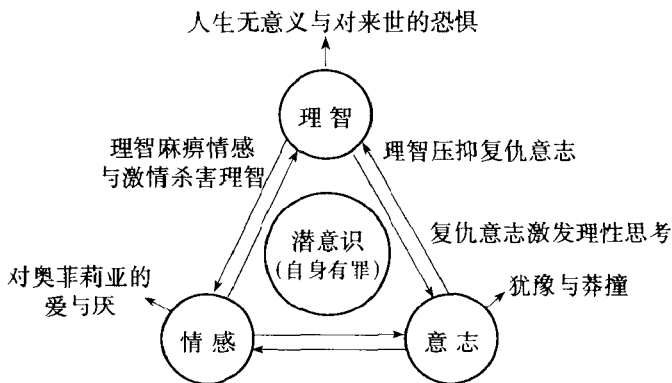 人生无意义与对来世的恐惧
理智
理智麻痹情感
与激情杀害理智
理智压抑复仇意志
潜意识
(自身有罪)
复仇意志激发理性思考
对奥菲莉亚的
爱与厌
犹豫与莽撞
情感
意志